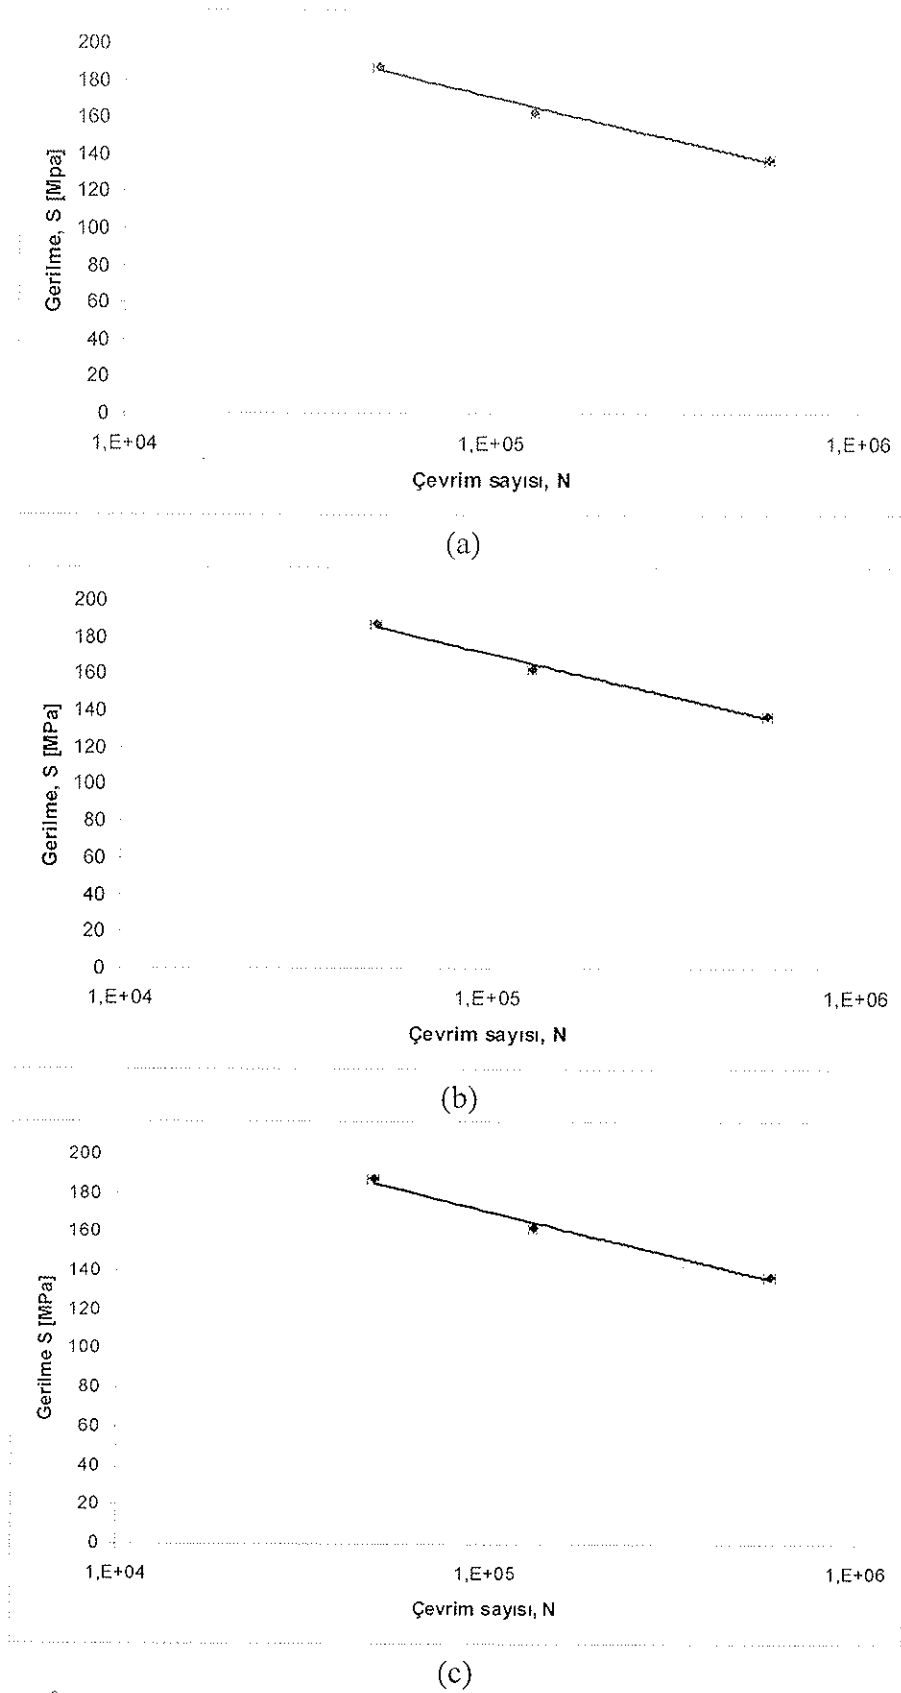 200
180
160
140
120
100
80
60
40
20
0
Gerilme, S [Mpa]
1,E+04 1,E+05 1,E+06
Çevrim sayısı, N
(a)
200
180
160
140
120
100
80
60
40
20
0
Gerilme, S [MPa]
1,E+04 1,E+05 1,E+06
Çevrim sayısı, N
(b)
200
180
160
140
120
100
80
60
40
20
0
Gerilme S [MPa]
1,E+04 1,E+05 1,E+06
Çevrim sayısı, N
(c)